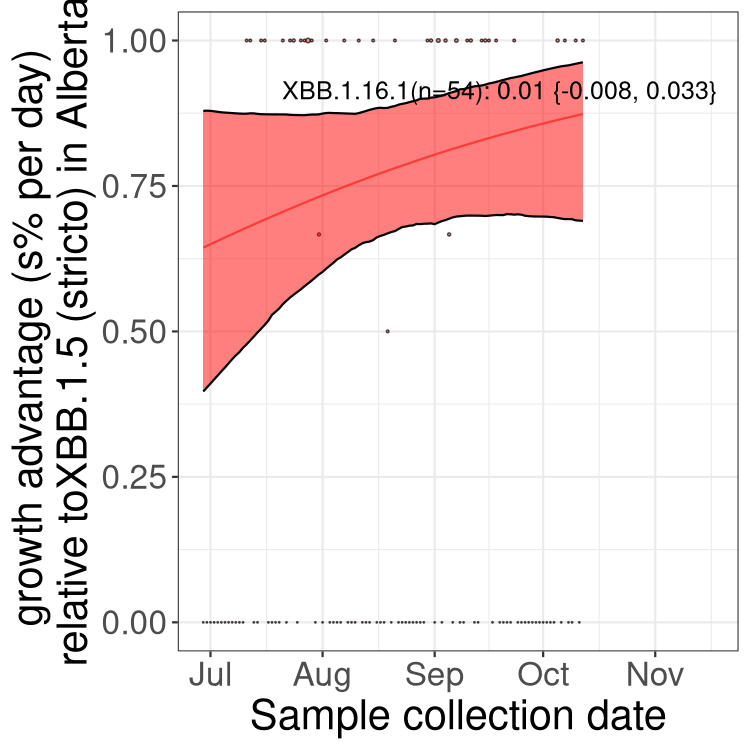 growth advantage (s% per day)
relative toXBB.1.5 (stricto) in Alberta
1.00
0.75
0.50
0.25
0.00
XBB.1.16.1(n=54): 0.01 {-0.008, 0.033}
Jul Aug Sep Oct Nov
Sample collection date